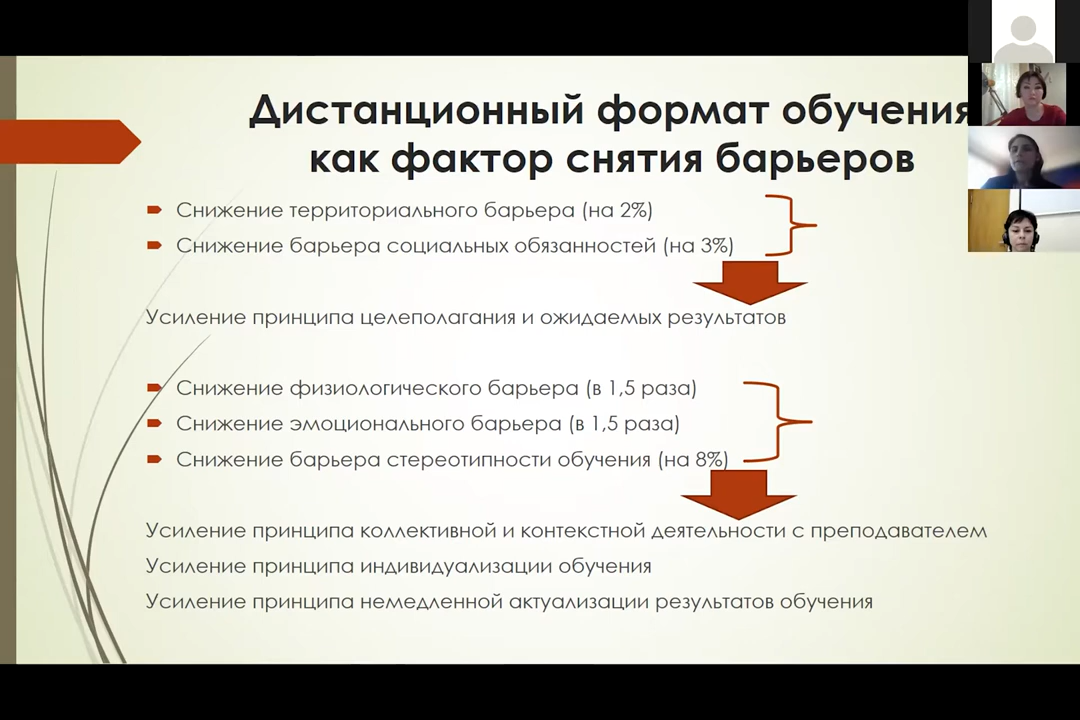 Дистанционный формат обучения
как фактор снятия барьеров
Снижение территориального барьера (на 2%)
Снижение барьера социальных обязанностей (на 3%)
Усиление принципа целеполагания и ожидаемых результатов
Снижение физиологического барьера (в 1,5 раза)
Снижение эмоционального барьера (в 1,5 раза)
Снижение барьера стереотипности обучения (на 8%)
Усиление принципа коллективной и контекстной деятельности с преподавателем
Усиление принципа индивидуализации обучения
Усиление принципа немедленной актуализации результатов обучения